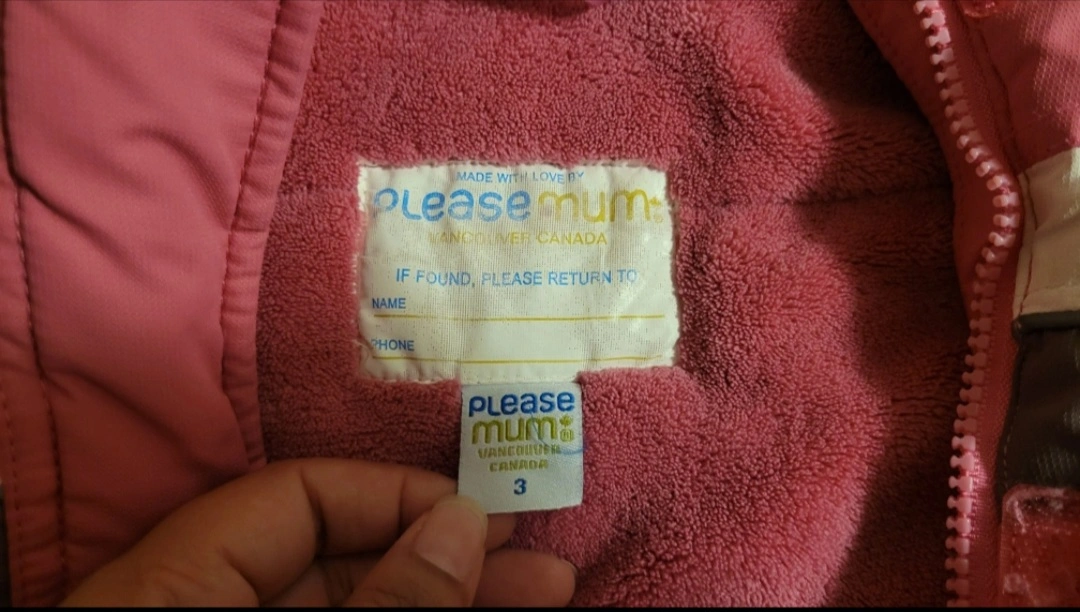 MADE WITH LOVE BY
PLease mum
VANCOUVER CANADA
IF FOUND, PLEASE RETURN TO
NAME
PHONE
PLease
mum
VANCOUVER
CANADA
3